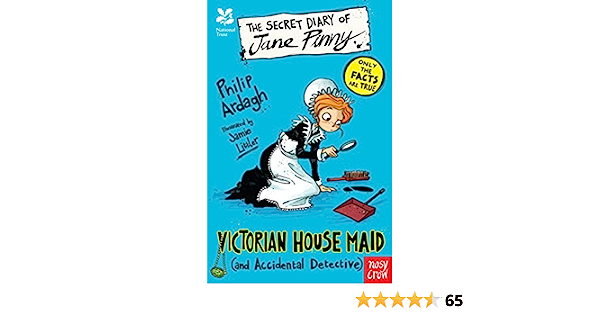 National
Trust
THE SECRET DIARY OF
Jane Pinny
ONLY
THE
FACTS
ARE TRUE
Philip
Ardagh
Illustrated by
Jamie
Littler
VICTORIAN HOUSE MAID
(and Accidental Detective)
nosy
crow
65